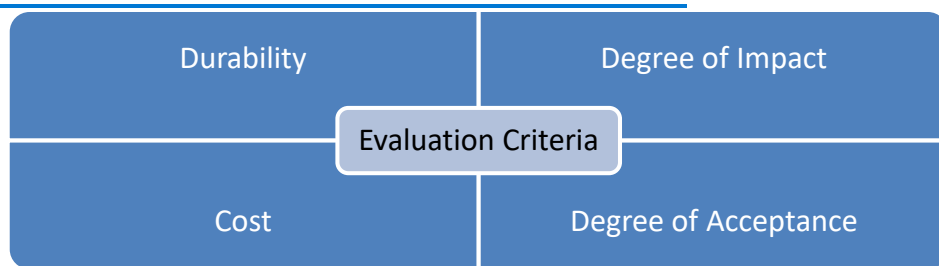 Durability
Degree of Impact
Evaluation Criteria
Cost
Degree of Acceptance